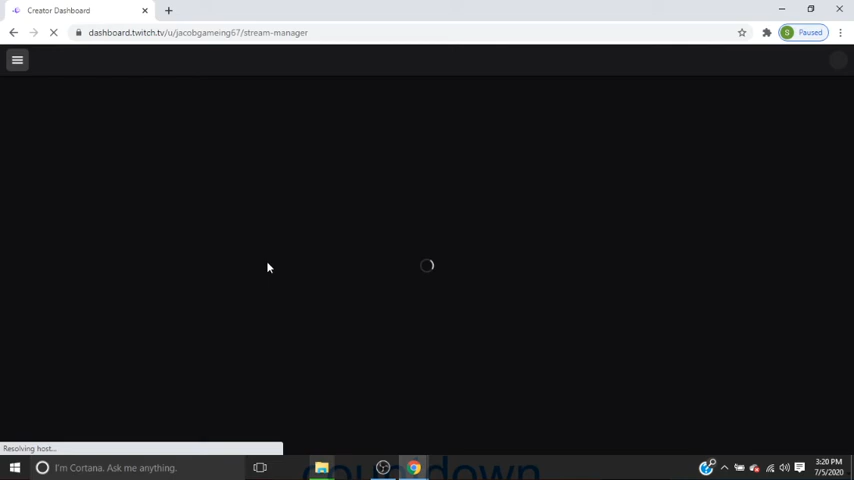 Creator Dashboard
dashboard.twitch.tv/u/jacobgameing67/stream-manager
S Paused
Resolving host...
countdown
I'm Cortana. Ask me anything.
3:20 PM
7/5/2020